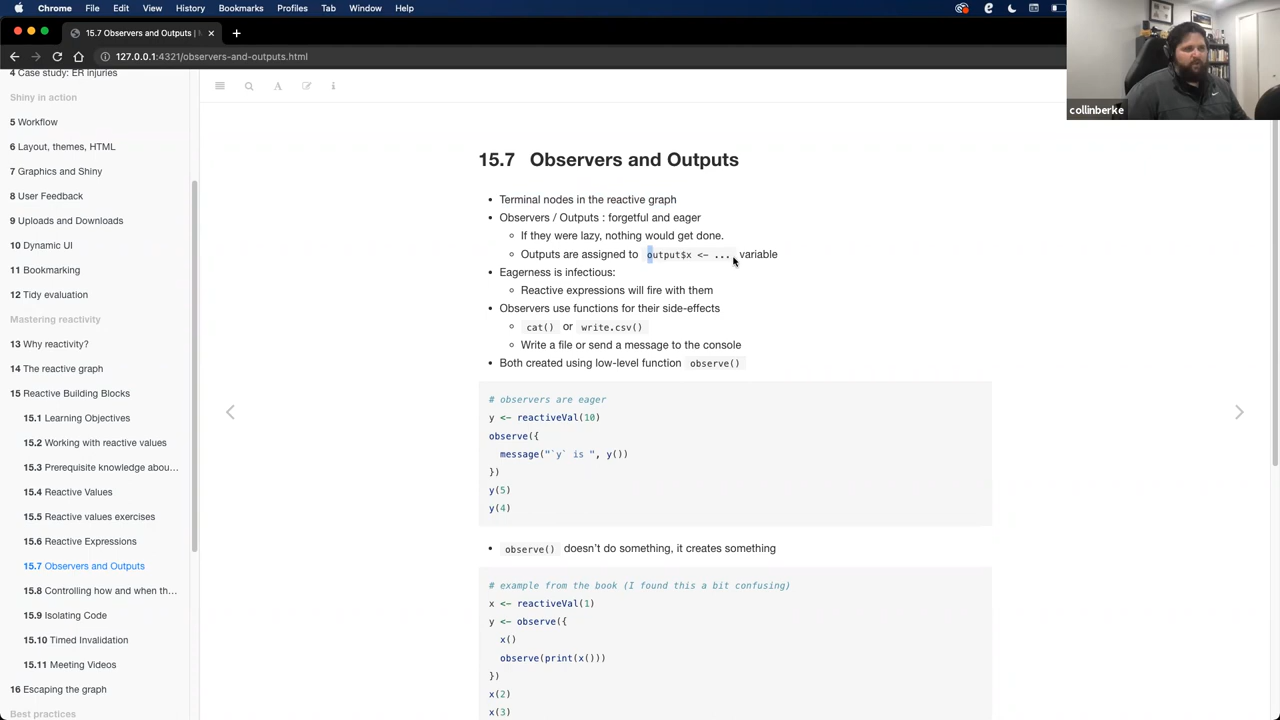 Chrome File Edit View History Bookmarks Profiles Tab Window Help
15.7 Observers and Outputs |
127.0.0.1:4321/observers-and-outputs.html
collinberke
4 Case study: ER injuries
Shiny in action
5 Workflow
6 Layout, themes, HTML
7 Graphics and Shiny
8 User Feedback
9 Uploads and Downloads
10 Dynamic UI
11 Bookmarking
12 Tidy evaluation
Mastering reactivity
13 Why reactivity?
14 The reactive graph
15 Reactive Building Blocks
15.1 Learning Objectives
15.2 Working with reactive values
15.3 Prerequisite knowledge abou...
15.4 Reactive Values
15.5 Reactive values exercises
15.6 Reactive Expressions
15.7 Observers and Outputs
15.8 Controlling how and when th...
15.9 Isolating Code
15.10 Timed Invalidation
15.11 Meeting Videos
16 Escaping the graph
Best practices
15.7 Observers and Outputs
• Terminal nodes in the reactive graph
• Observers / Outputs : forgetful and eager
If they were lazy, nothing would get done.
Outputs are assigned to output$x <- ... variable
• Eagerness is infectious:
Reactive expressions will fire with them
• Observers use functions for their side-effects
cat() or write.csv()
Write a file or send a message to the console
• Both created using low-level function observe()
# observers are eager
y <- reactiveVal(10)
observe({
message("`y` is ", y())
})
y(5)
y(4)
• observe() doesn't do something, it creates something
# example from the book (I found this a bit confusing)
x <- reactiveVal(1)
y <- observe({
x()
observe(print(x()))
})
x(2)
x(3)